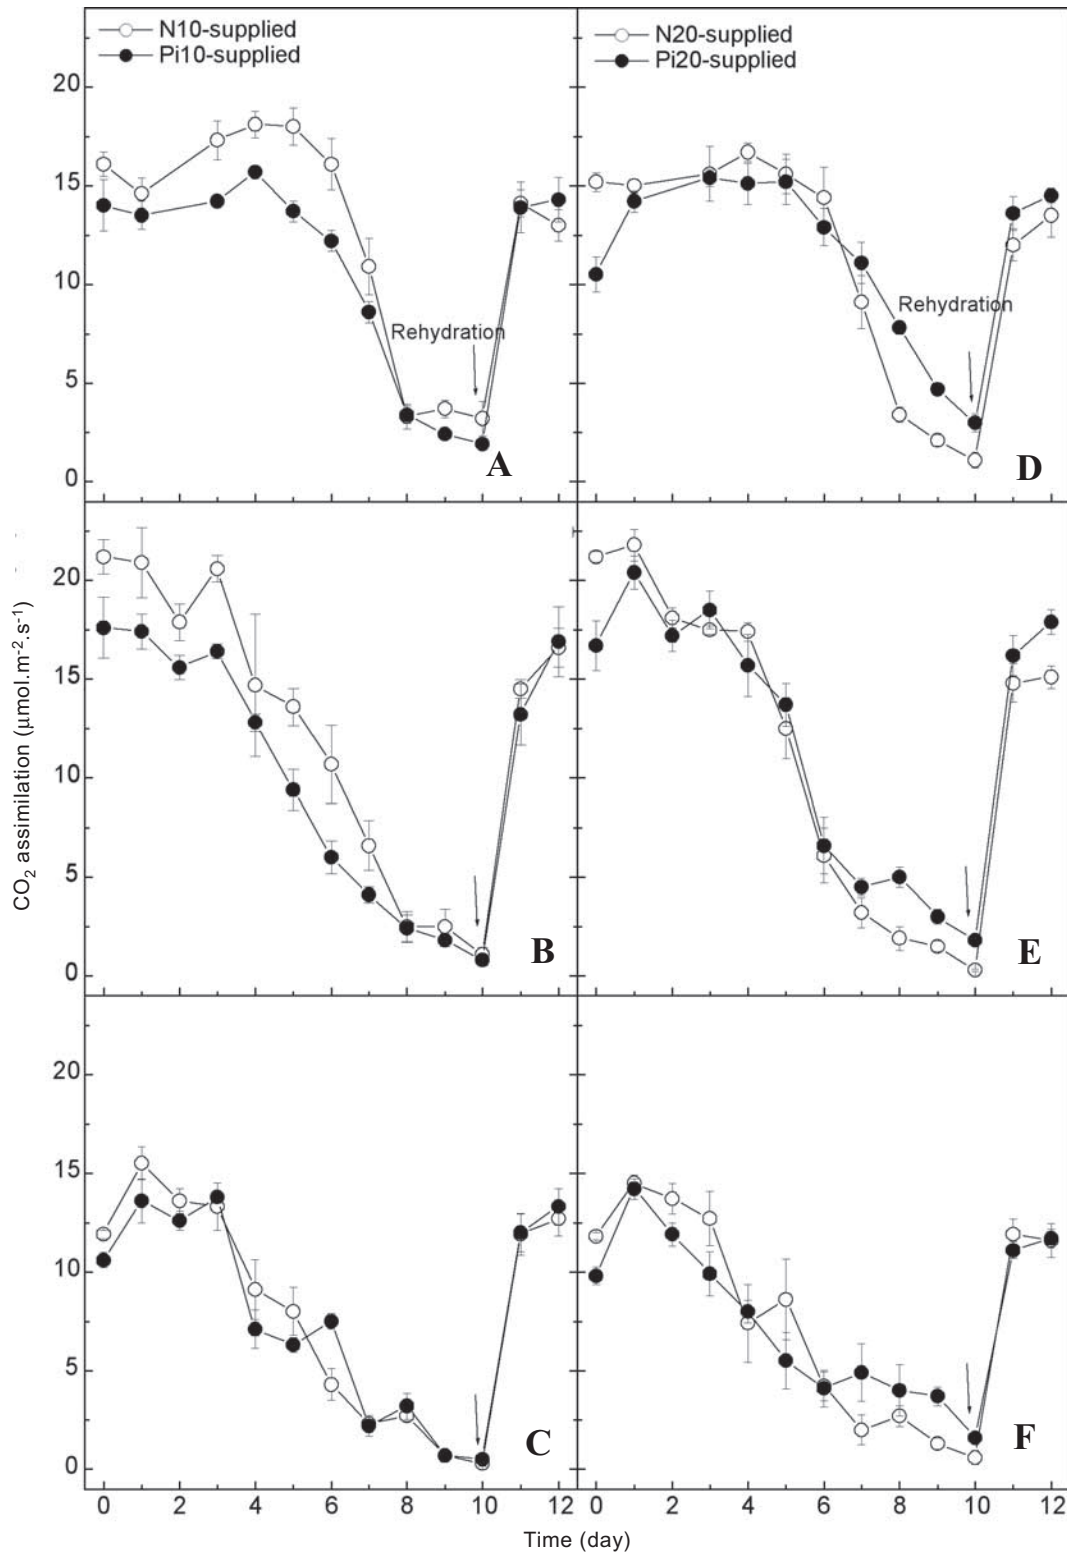 N10-supplied
Pi10-supplied
N20-supplied
Pi20-supplied
20
15
10
5
0
Rehydration
A
Rehydration
D
20
15
10
5
0
B
E
20
15
10
5
0
C
F
CO₂ assimilation (µmol.m⁻².s⁻¹)
0 2 4 6 8 10 12 0 2 4 6 8 10 12
Time (day)